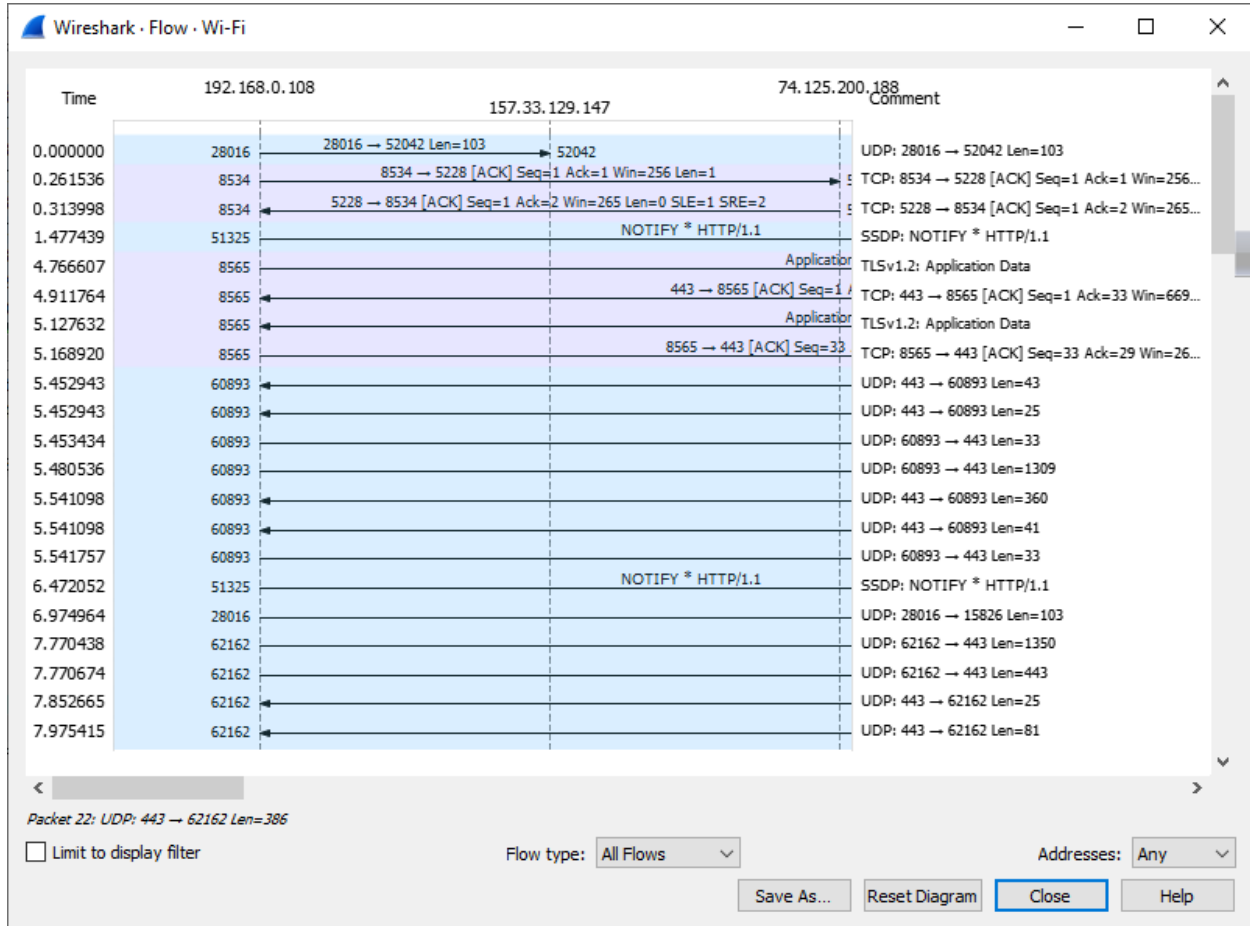 Wireshark · Flow · Wi-Fi
Time 192.168.0.108 157.33.129.147 74.125.200.188 Comment
0.000000 28016 28016 → 52042 Len=103 52042 UDP: 28016 → 52042 Len=103
0.261536 8534 8534 → 5228 [ACK] Seq=1 Ack=1 Win=256 Len=1 5 TCP: 8534 → 5228 [ACK] Seq=1 Ack=1 Win=256...
0.313998 8534 5228 → 8534 [ACK] Seq=1 Ack=2 Win=265 Len=0 SLE=1 SRE=2 5 TCP: 5228 → 8534 [ACK] Seq=1 Ack=2 Win=265...
1.477439 51325 NOTIFY * HTTP/1.1 SSDP: NOTIFY * HTTP/1.1
4.766607 8565 Application TLSv1.2: Application Data
4.911764 8565 443 → 8565 [ACK] Seq=1 TCP: 443 → 8565 [ACK] Seq=1 Ack=33 Win=669...
5.127632 8565 Application TLSv1.2: Application Data
5.168920 8565 8565 → 443 [ACK] Seq=33 TCP: 8565 → 443 [ACK] Seq=33 Ack=29 Win=26...
5.452943 60893 UDP: 443 → 60893 Len=43
5.452943 60893 UDP: 443 → 60893 Len=25
5.453434 60893 UDP: 60893 → 443 Len=33
5.480536 60893 UDP: 60893 → 443 Len=1309
5.541098 60893 UDP: 443 → 60893 Len=360
5.541098 60893 UDP: 443 → 60893 Len=41
5.541757 60893 UDP: 60893 → 443 Len=33
6.472052 51325 NOTIFY * HTTP/1.1 SSDP: NOTIFY * HTTP/1.1
6.974964 28016 UDP: 28016 → 15826 Len=103
7.770438 62162 UDP: 62162 → 443 Len=1350
7.770674 62162 UDP: 62162 → 443 Len=443
7.852665 62162 UDP: 443 → 62162 Len=25
7.975415 62162 UDP: 443 → 62162 Len=81
Packet 22: UDP: 443 → 62162 Len=386
Limit to display filter Flow type: All Flows Addresses: Any
Save As... Reset Diagram Close Help